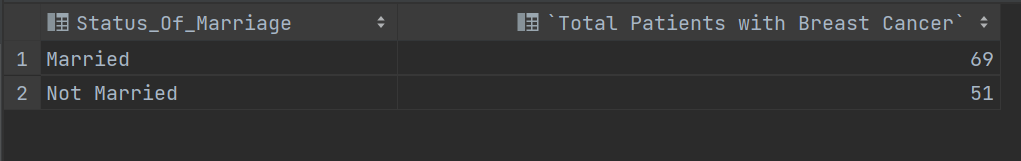 Status_Of_Marriage `Total Patients with Breast Cancer`
1 Married 69
2 Not Married 51